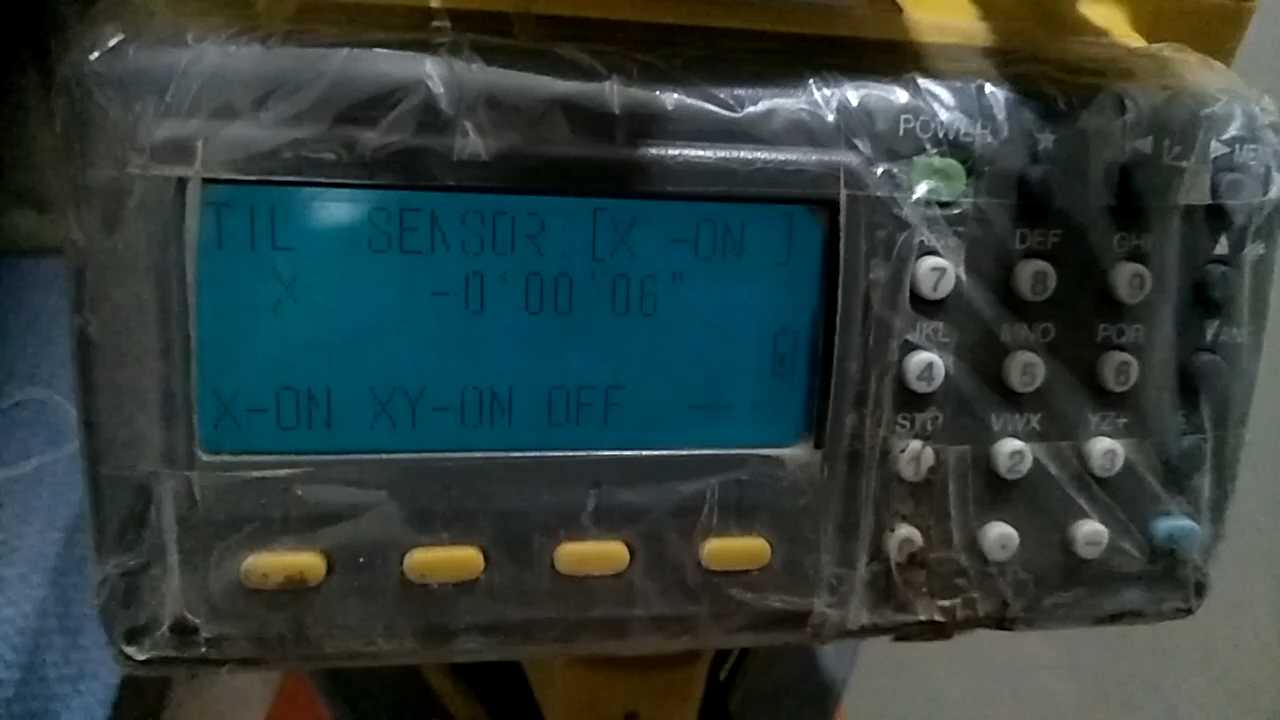 POWER ★ ◄ ► MENU
TIL SENSOR [X -ON ]
X -0°00'06"
X-ON XY-ON OFF ---
DEF GHI
7 8 9
JKL MNO PQR
4 5 6
STU VWX YZ+
1 2 3